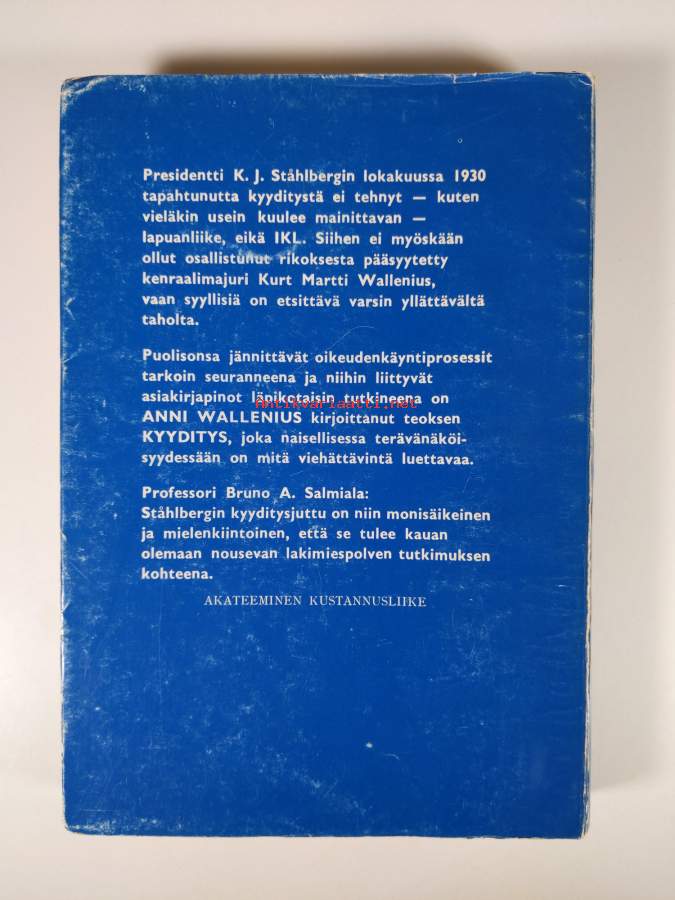 Presidentti K. J. Ståhlbergin lokakuussa 1930
tapahtunutta kyyditystä ei tehnyt — kuten
vieläkin usein kuulee mainittavan —
lapuanliike, eikä IKL. Siihen ei myöskään
ollut osallistunut rikoksesta pääsyytetty
kenraalimajuri Kurt Martti Wallenius,
vaan syyllisiä on etsittävä varsin yllättävältä
taholta.
Puolisonsa jännittävät oikeudenkäyntiprosessit
tarkoin seuranneena ja niihin liittyvät
asiakirjapinot läpikotaisin tutkineena on
Antikvariaatti.net
ANNI WALLENIUS kirjoittanut teoksen
KYYDITYS, joka naisellisessa terävänäköi-
syydessään on mitä viehättävintä luettavaa.
Professori Bruno A. Salmiala:
Ståhlbergin kyyditysjuttu on niin monisäikeinen
ja mielenkiintoinen, että se tulee kauan
olemaan nousevan lakimiespolven tutkimuksen
kohteena.
AKATEEMINEN KUSTANNUSLIIKE